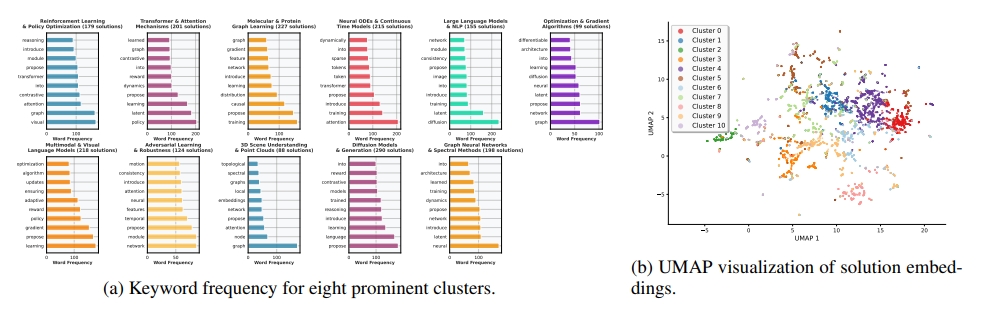 Reinforcement Learning
& Policy Optimization (179 solutions)
reasoning
introduce
module
propose
transformer
into
contrastive
attention
graph
visual
0
100
Word Frequency
Transformer & Attention
Mechanisms (201 solutions)
learned
graph
contrastive
into
reward
dynamics
propose
learning
latent
policy
0
100
200
Word Frequency
Molecular & Protein
Graph Learning (227 solutions)
graph
gradient
feature
network
introduce
learning
distribution
causal
propose
training
0
100
Word Frequency
Neural ODEs & Continuous
Time Models (215 solutions)
dynamically
into
sparse
tokens
token
transformer
propose
introduce
training
attention
0
100
200
Word Frequency
Large Language Models
& NLP (155 solutions)
network
module
consistency
propose
image
into
introduce
training
latent
diffusion
0
100
200
Word Frequency
Optimization & Gradient
Algorithms (99 solutions)
differentiable
architecture
into
learning
diffusion
neural
latent
propose
network
graph
0
50
100
Word Frequency
Multimodal & Visual
Language Models (218 solutions)
optimization
algorithm
updates
ensuring
adaptive
reward
policy
gradient
propose
learning
0
100
Word Frequency
Adversarial Learning &
Robustness (124 solutions)
motion
consistency
introduce
attention
neural
features
temporal
propose
module
network
0
50
Word Frequency
3D Scene Understanding
& Point Clouds (88 solutions)
topological
spectral
graphs
local
embeddings
network
propose
attention
node
graph
0
100
Word Frequency
Diffusion Models
& Generation (290 solutions)
into
reward
contrastive
models
trained
reasoning
introduce
learning
language
propose
0
100
Word Frequency
Graph Neural Networks
& Spectral Methods (198 solutions)
into
architecture
learned
training
dynamics
propose
network
introduce
latent
neural
0
100
Word Frequency
(a) Keyword frequency for eight prominent clusters.
Cluster 0
Cluster 1
Cluster 2
Cluster 3
Cluster 4
Cluster 5
Cluster 6
Cluster 7
Cluster 8
Cluster 9
Cluster 10
UMAP 2
15
10
5
0
−5
−5
0
5
10
15
20
UMAP 1
(b) UMAP visualization of solution embed-
dings.